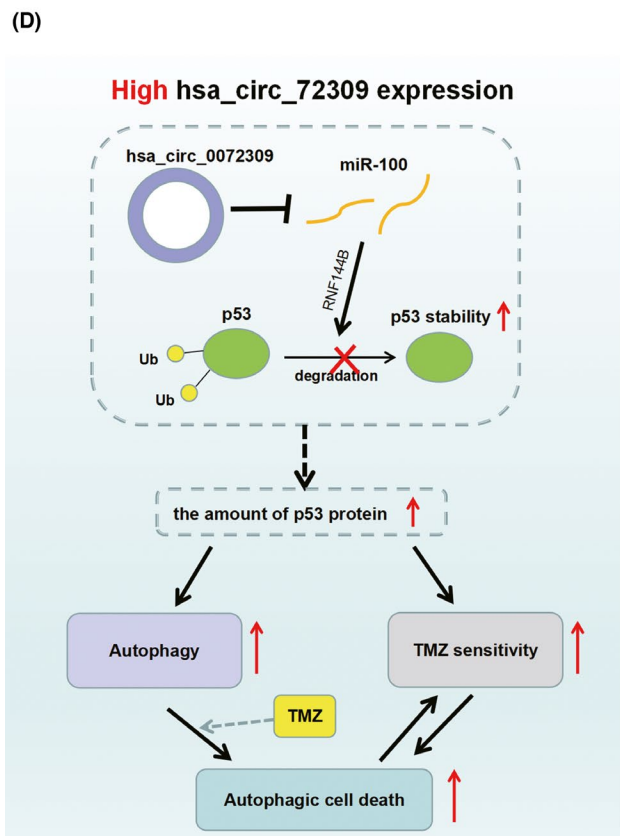 (D)
High hsa_circ_72309 expression
hsa_circ_0072309
miR-100
RNF144B
p53
p53 stability
Ub
degradation
Ub
the amount of p53 protein
Autophagy
TMZ sensitivity
TMZ
Autophagic cell death